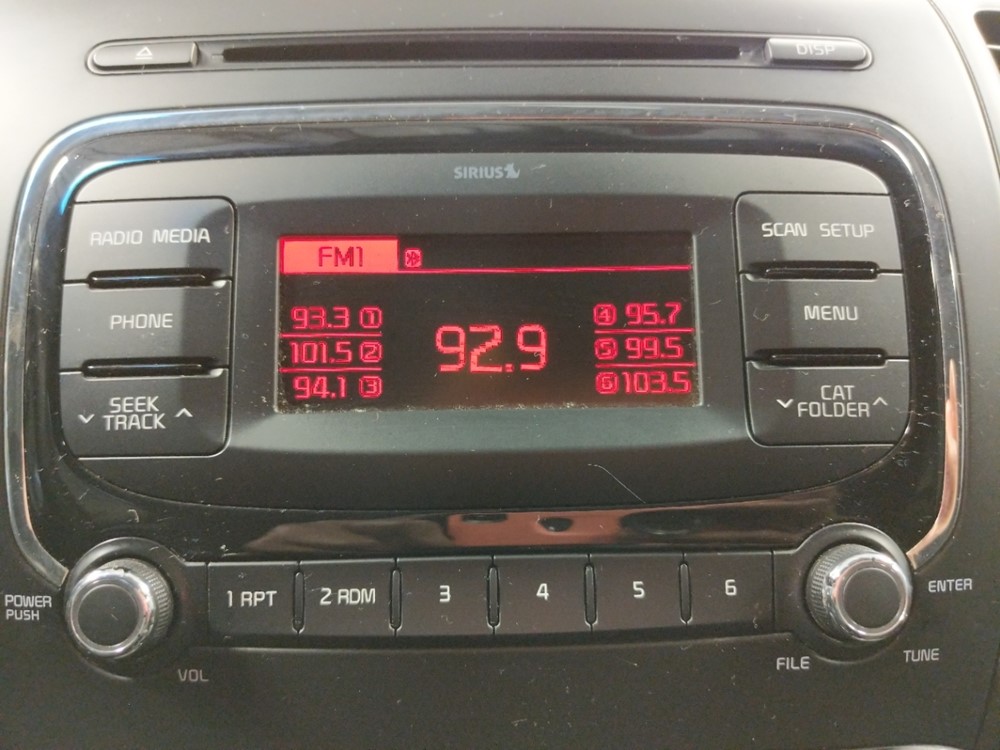 DISP
SIRIUS
RADIO MEDIA
SCAN SETUP
FM1
PHONE
MENU
93.3 1
101.5 2
94.1 3
92.9
4 95.7
5 99.5
6 103.5
SEEK
TRACK
CAT
FOLDER
1 RPT
2 RDM
3
4
5
6
POWER
PUSH
VOL
ENTER
FILE
TUNE